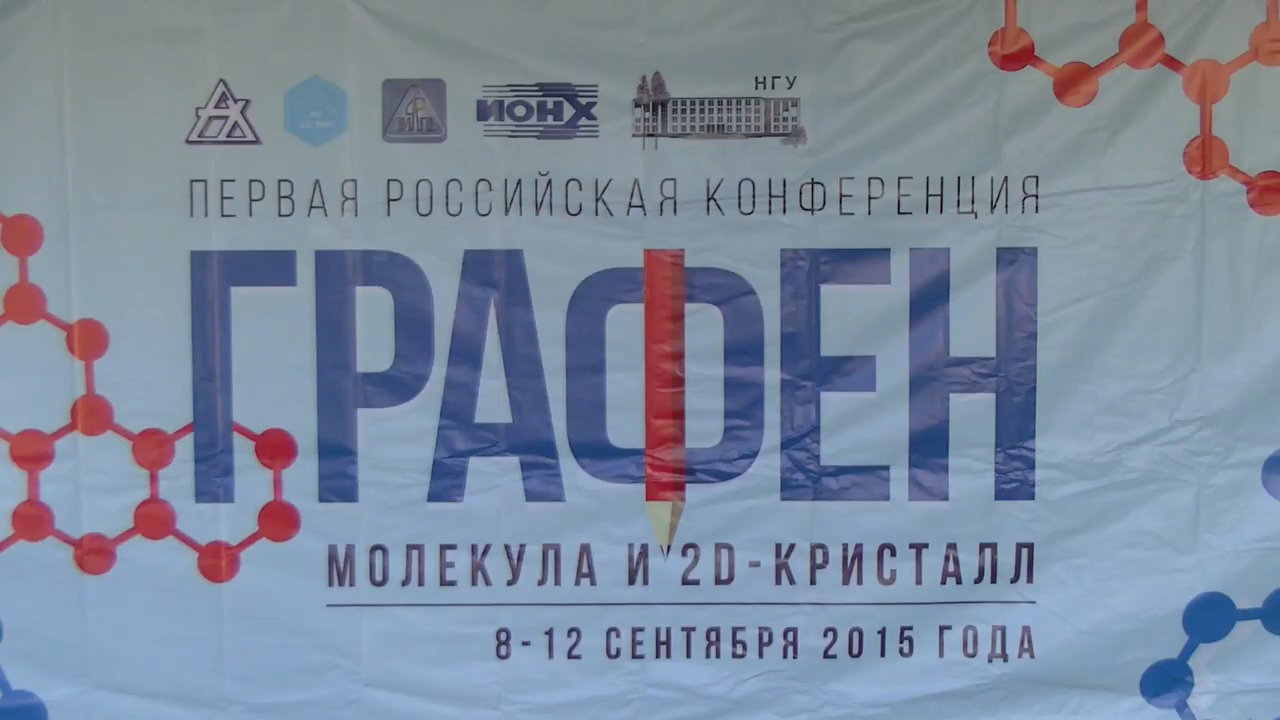 НГУ
ИОНХ
ПЕРВАЯ РОССИЙСКАЯ КОНФЕРЕНЦИЯ
ГРАФЕН
МОЛЕКУЛА И 2D-КРИСТАЛЛ
8-12 СЕНТЯБРЯ 2015 ГОДА